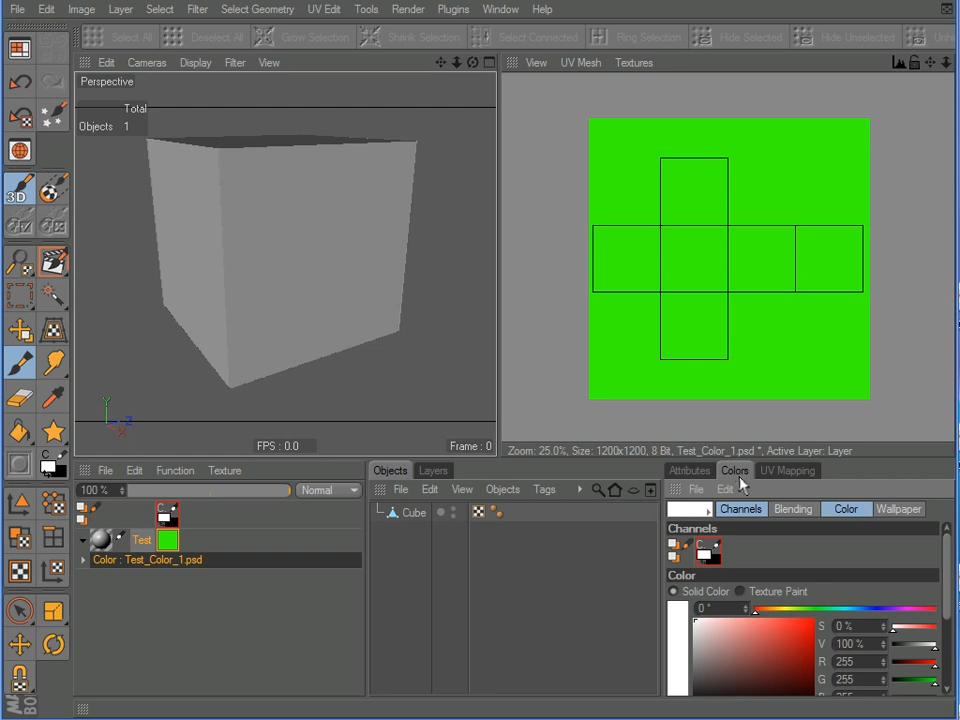 File Edit Image Layer Select Filter Select Geometry UV Edit Tools Render Plugins Window Help
Select All Deselect All Grow Selection Shrink Selection Select Connected Ring Selection Hide Selected Hide Unselected
Edit Cameras Display Filter View
View UV Mesh Textures
Perspective
Total
Objects 1
3D
Y
Z
X
FPS : 0.0
Frame : 0
Zoom: 25.0%, Size: 1200x1200, 8 Bit, Test_Color_1.psd *, Active Layer: Layer
File Edit Function Texture
Objects Layers
Attributes Colors UV Mapping
100 %
Normal
File Edit View Objects Tags
File Edit
C
C...
Cube
Channels Blending Color Wallpaper
Channels
Test
Color : Test_Color_1.psd
C...
Color
Solid Color Texture Paint
0 °
S 0 %
V 100 %
R 255
G 255
255